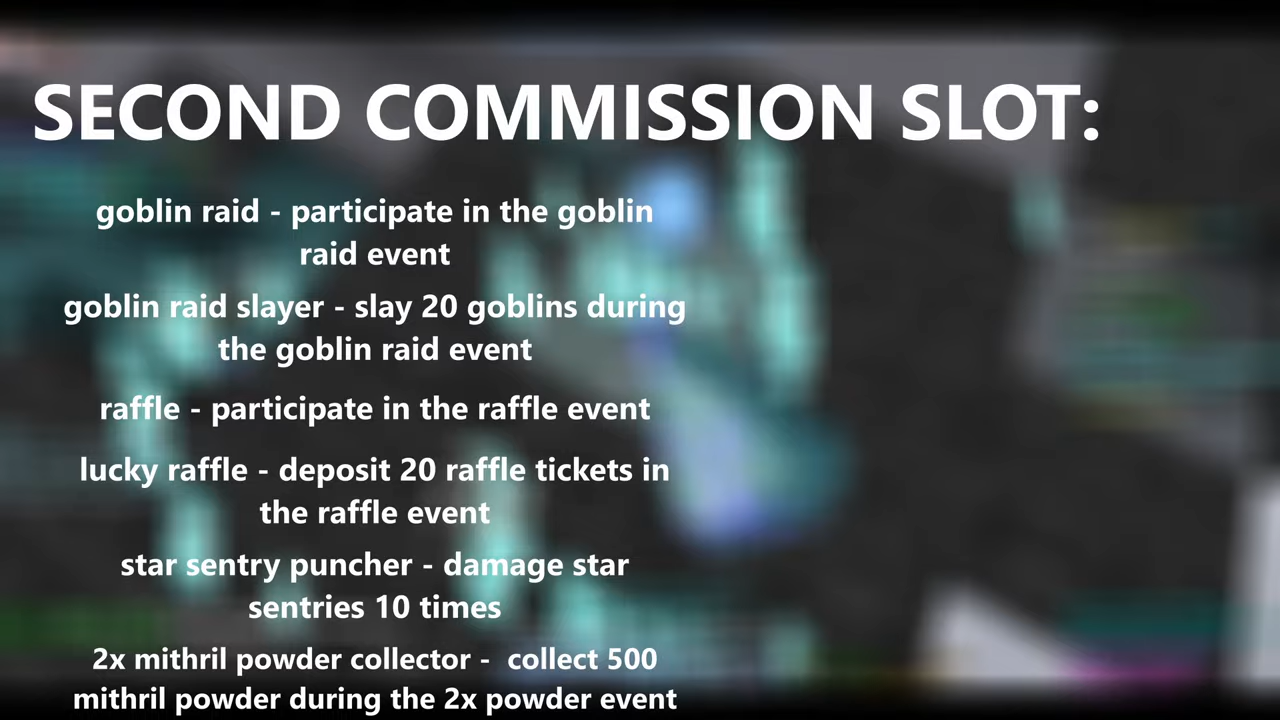 SECOND COMMISSION SLOT:
goblin raid - participate in the goblin
raid event
goblin raid slayer - slay 20 goblins during
the goblin raid event
raffle - participate in the raffle event
lucky raffle - deposit 20 raffle tickets in
the raffle event
star sentry puncher - damage star
sentries 10 times
2x mithril powder collector -  collect 500
mithril powder during the 2x powder event